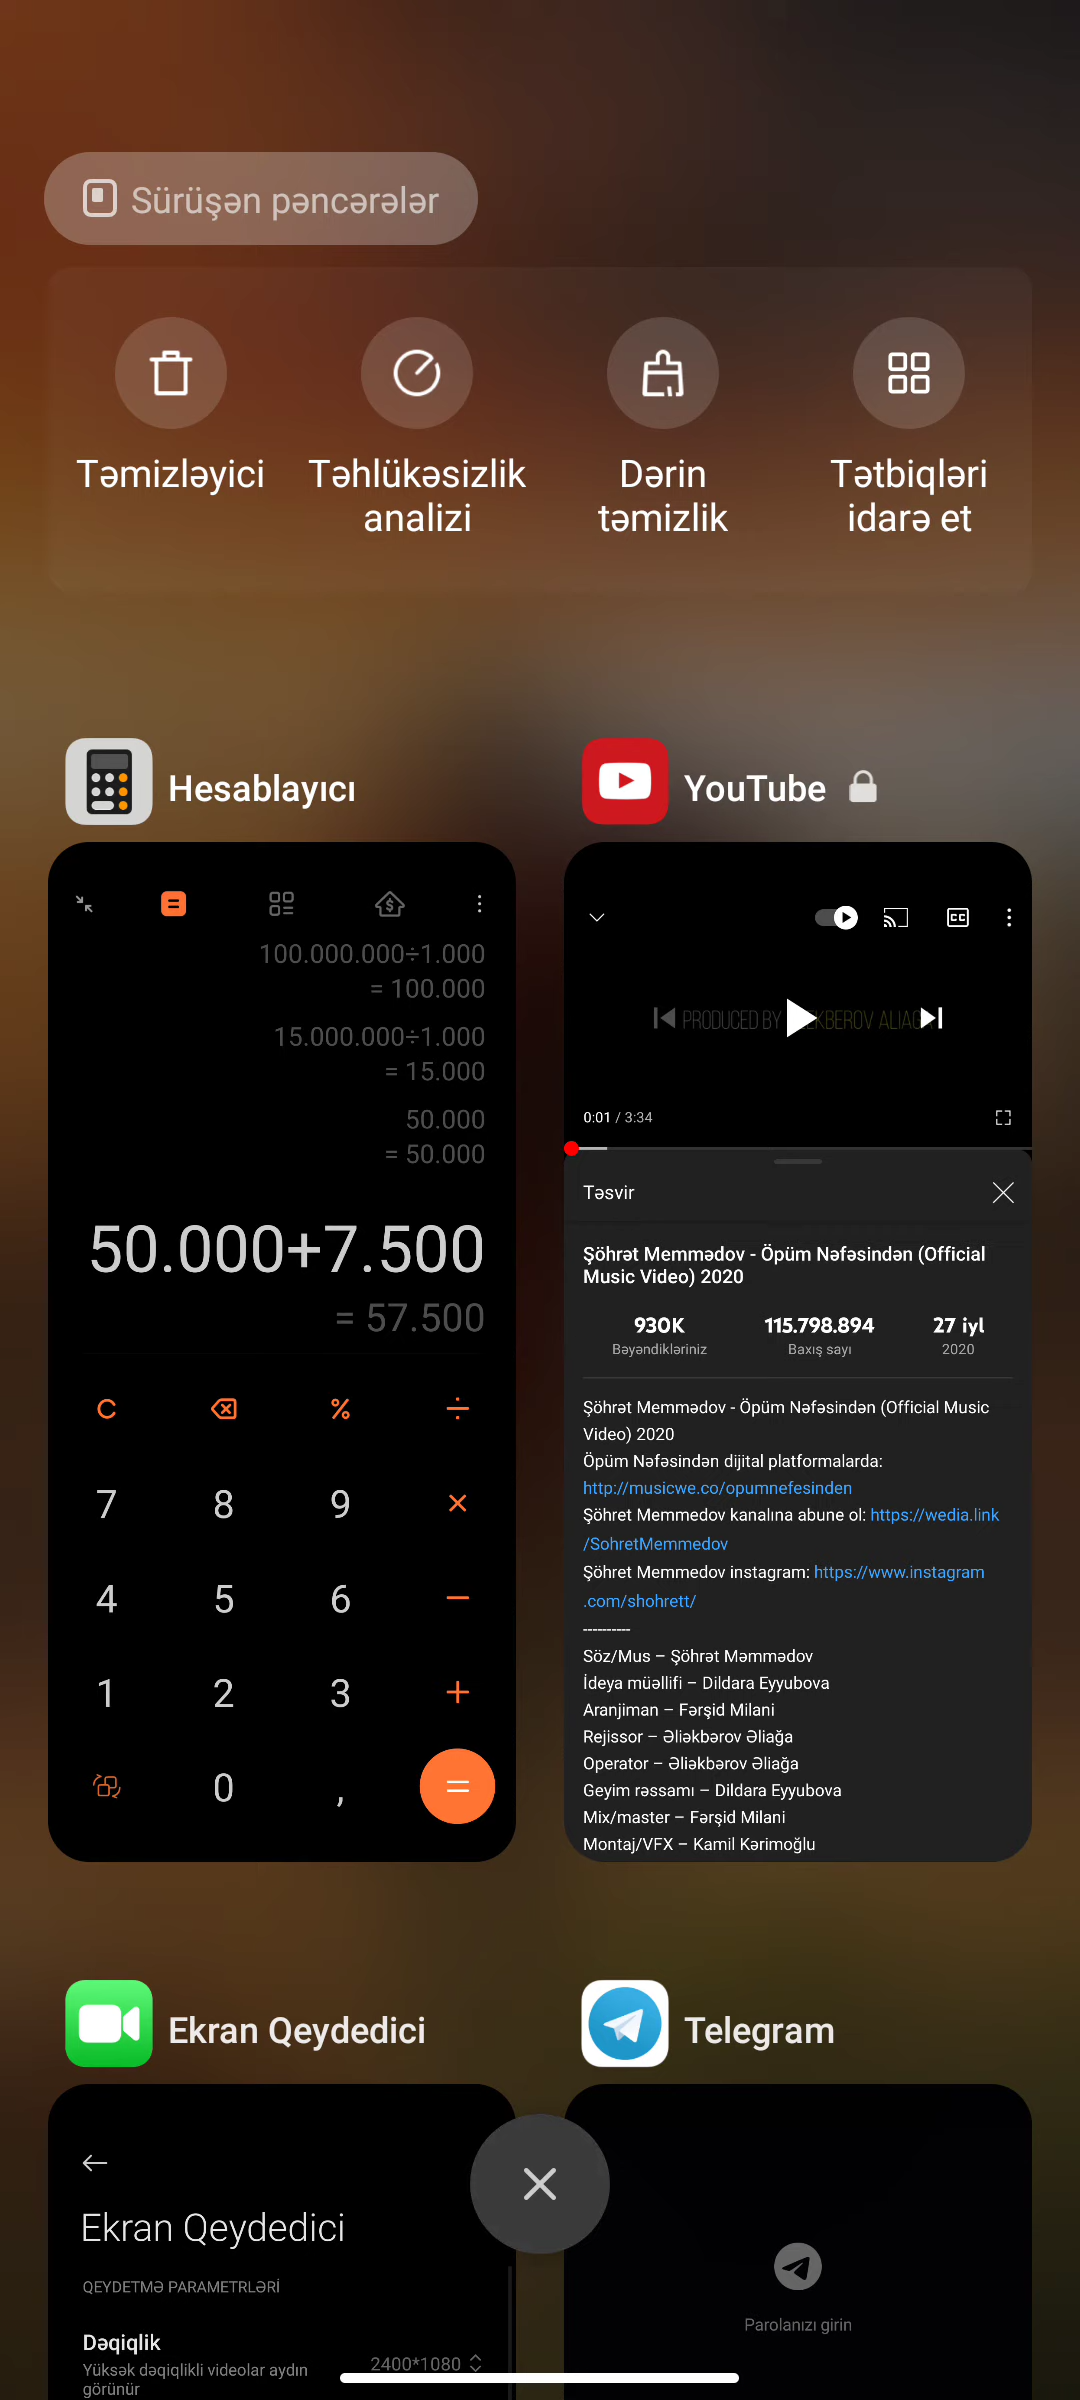 Sürüşən pəncərələr
Təmizləyici
Təhlükəsizlik
analizi
Dərin
təmizlik
Tətbiqləri
idarə et
Hesablayıcı
100.000.000÷1.000
= 100.000
15.000.000÷1.000
= 15.000
50.000
= 50.000
50.000+7.500
= 57.500
C % ÷
7 8 9 ×
4 5 6 −
1 2 3 +
0 , =
YouTube
CC
PRODUCED BY
0:01 / 3:34
Təsvir
Şöhrət Memmədov - Öpüm Nəfəsindən (Official
Music Video) 2020
930K 115.798.894 27 iyl
Bəyəndikləriniz Baxış sayı 2020
Şöhrət Memmədov - Öpüm Nəfəsindən (Official Music
Video) 2020
Öpüm Nəfəsindən dijital platformalarda:
http://musicwe.co/opumnefesinden
Şöhret Memmedov kanalına abune ol: https://wedia.link
/SohretMemmedov
Şöhret Memmedov instagram: https://www.instagram
.com/shohrett/
----------
Söz/Mus – Şöhrət Məmmədov
İdeya müəllifi – Dildara Eyyubova
Aranjiman – Fərşid Milani
Rejissor – Əliəkbərov Əliağa
Operator – Əliəkbərov Əliağa
Geyim rəssamı – Dildara Eyyubova
Mix/master – Fərşid Milani
Montaj/VFX – Kamil Kərimoğlu
Ekran Qeydedici
Ekran Qeydedici
QEYDETMƏ PARAMETRLƏRİ
Dəqiqlik
Yüksək dəqiqlikli videolar aydın
görünür
2400*1080
Telegram
Parolanızı girin